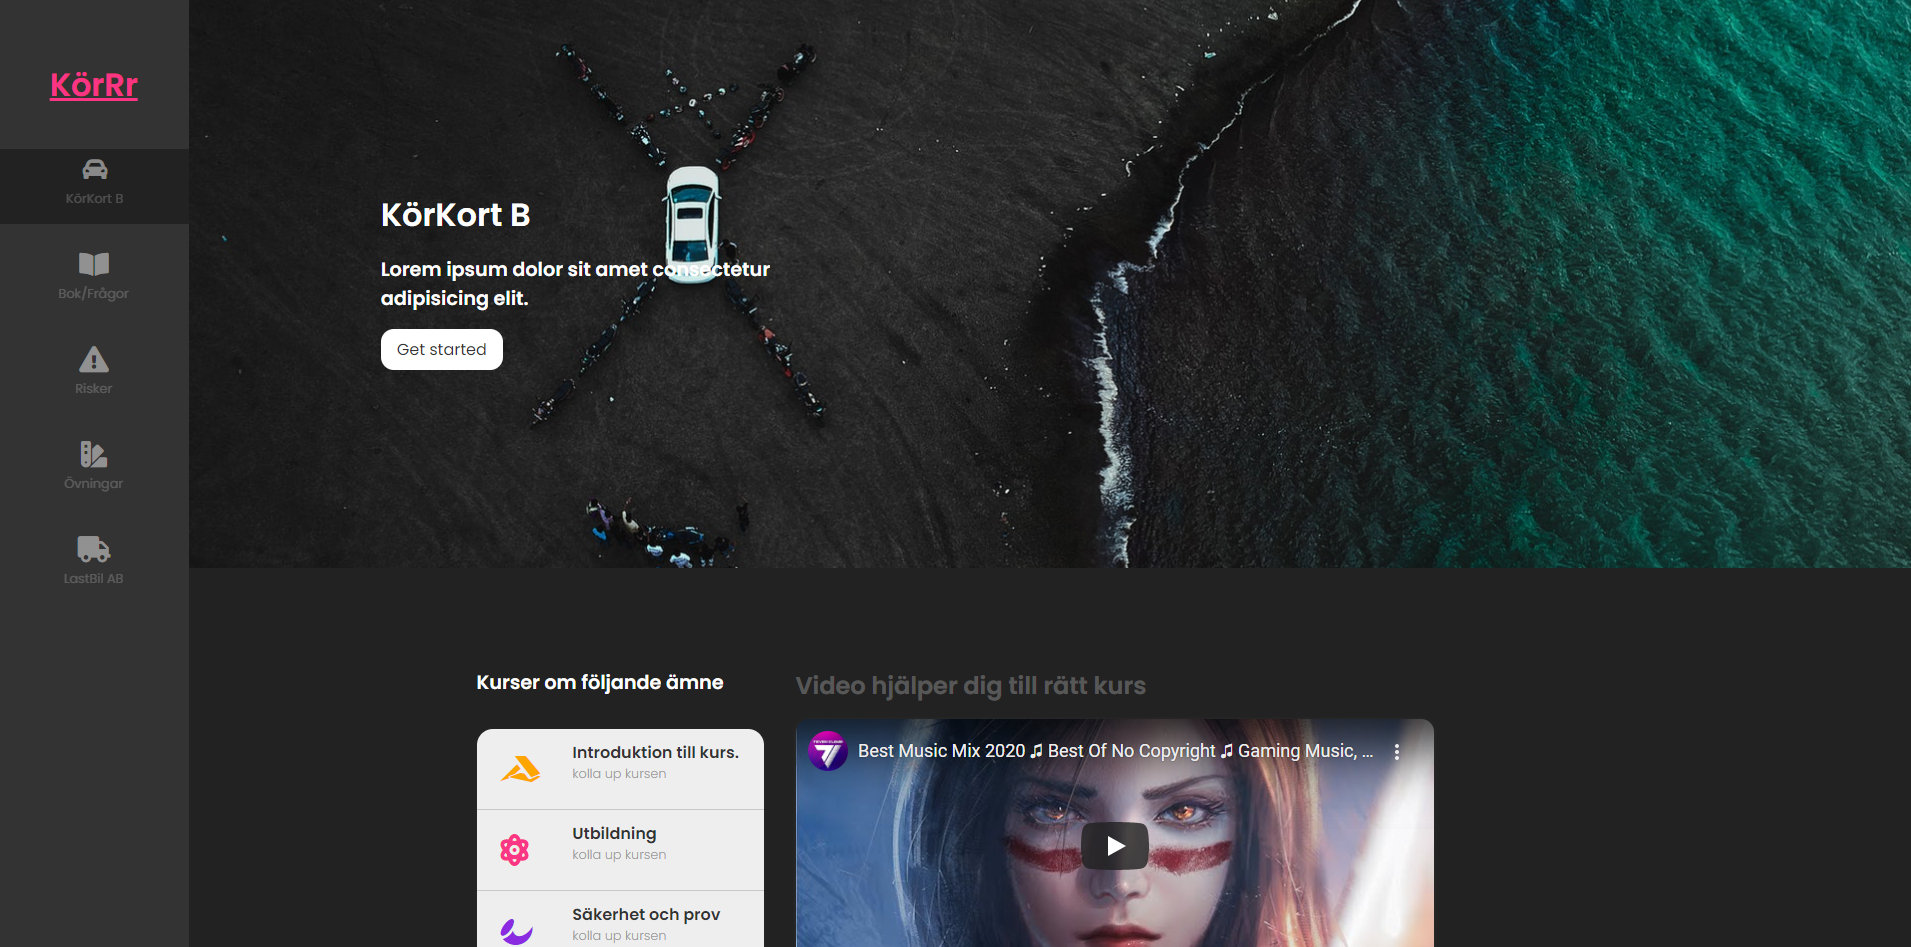 KörRr
KörKort B
Bok/Frågor
Risker
Övningar
LastBil AB
KörKort B
Lorem ipsum dolor sit amet consectetur
adipisicing elit.
Get started
Kurser om följande ämne
Introduktion till kurs.
kolla up kursen
Utbildning
kolla up kursen
Säkerhet och prov
kolla up kursen
Video hjälper dig till rätt kurs
Best Music Mix 2020 ♫ Best Of No Copyright ♫ Gaming Music, ...